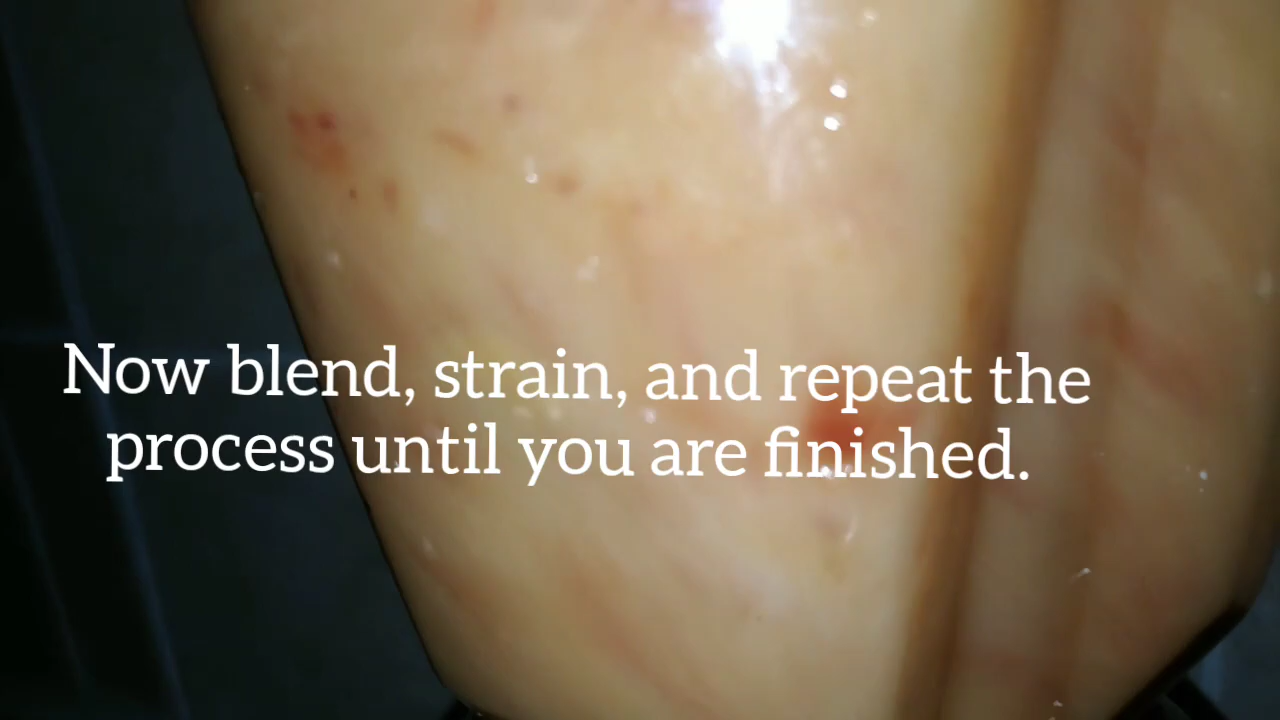 Now blend, strain, and repeat the
process until you are finished.